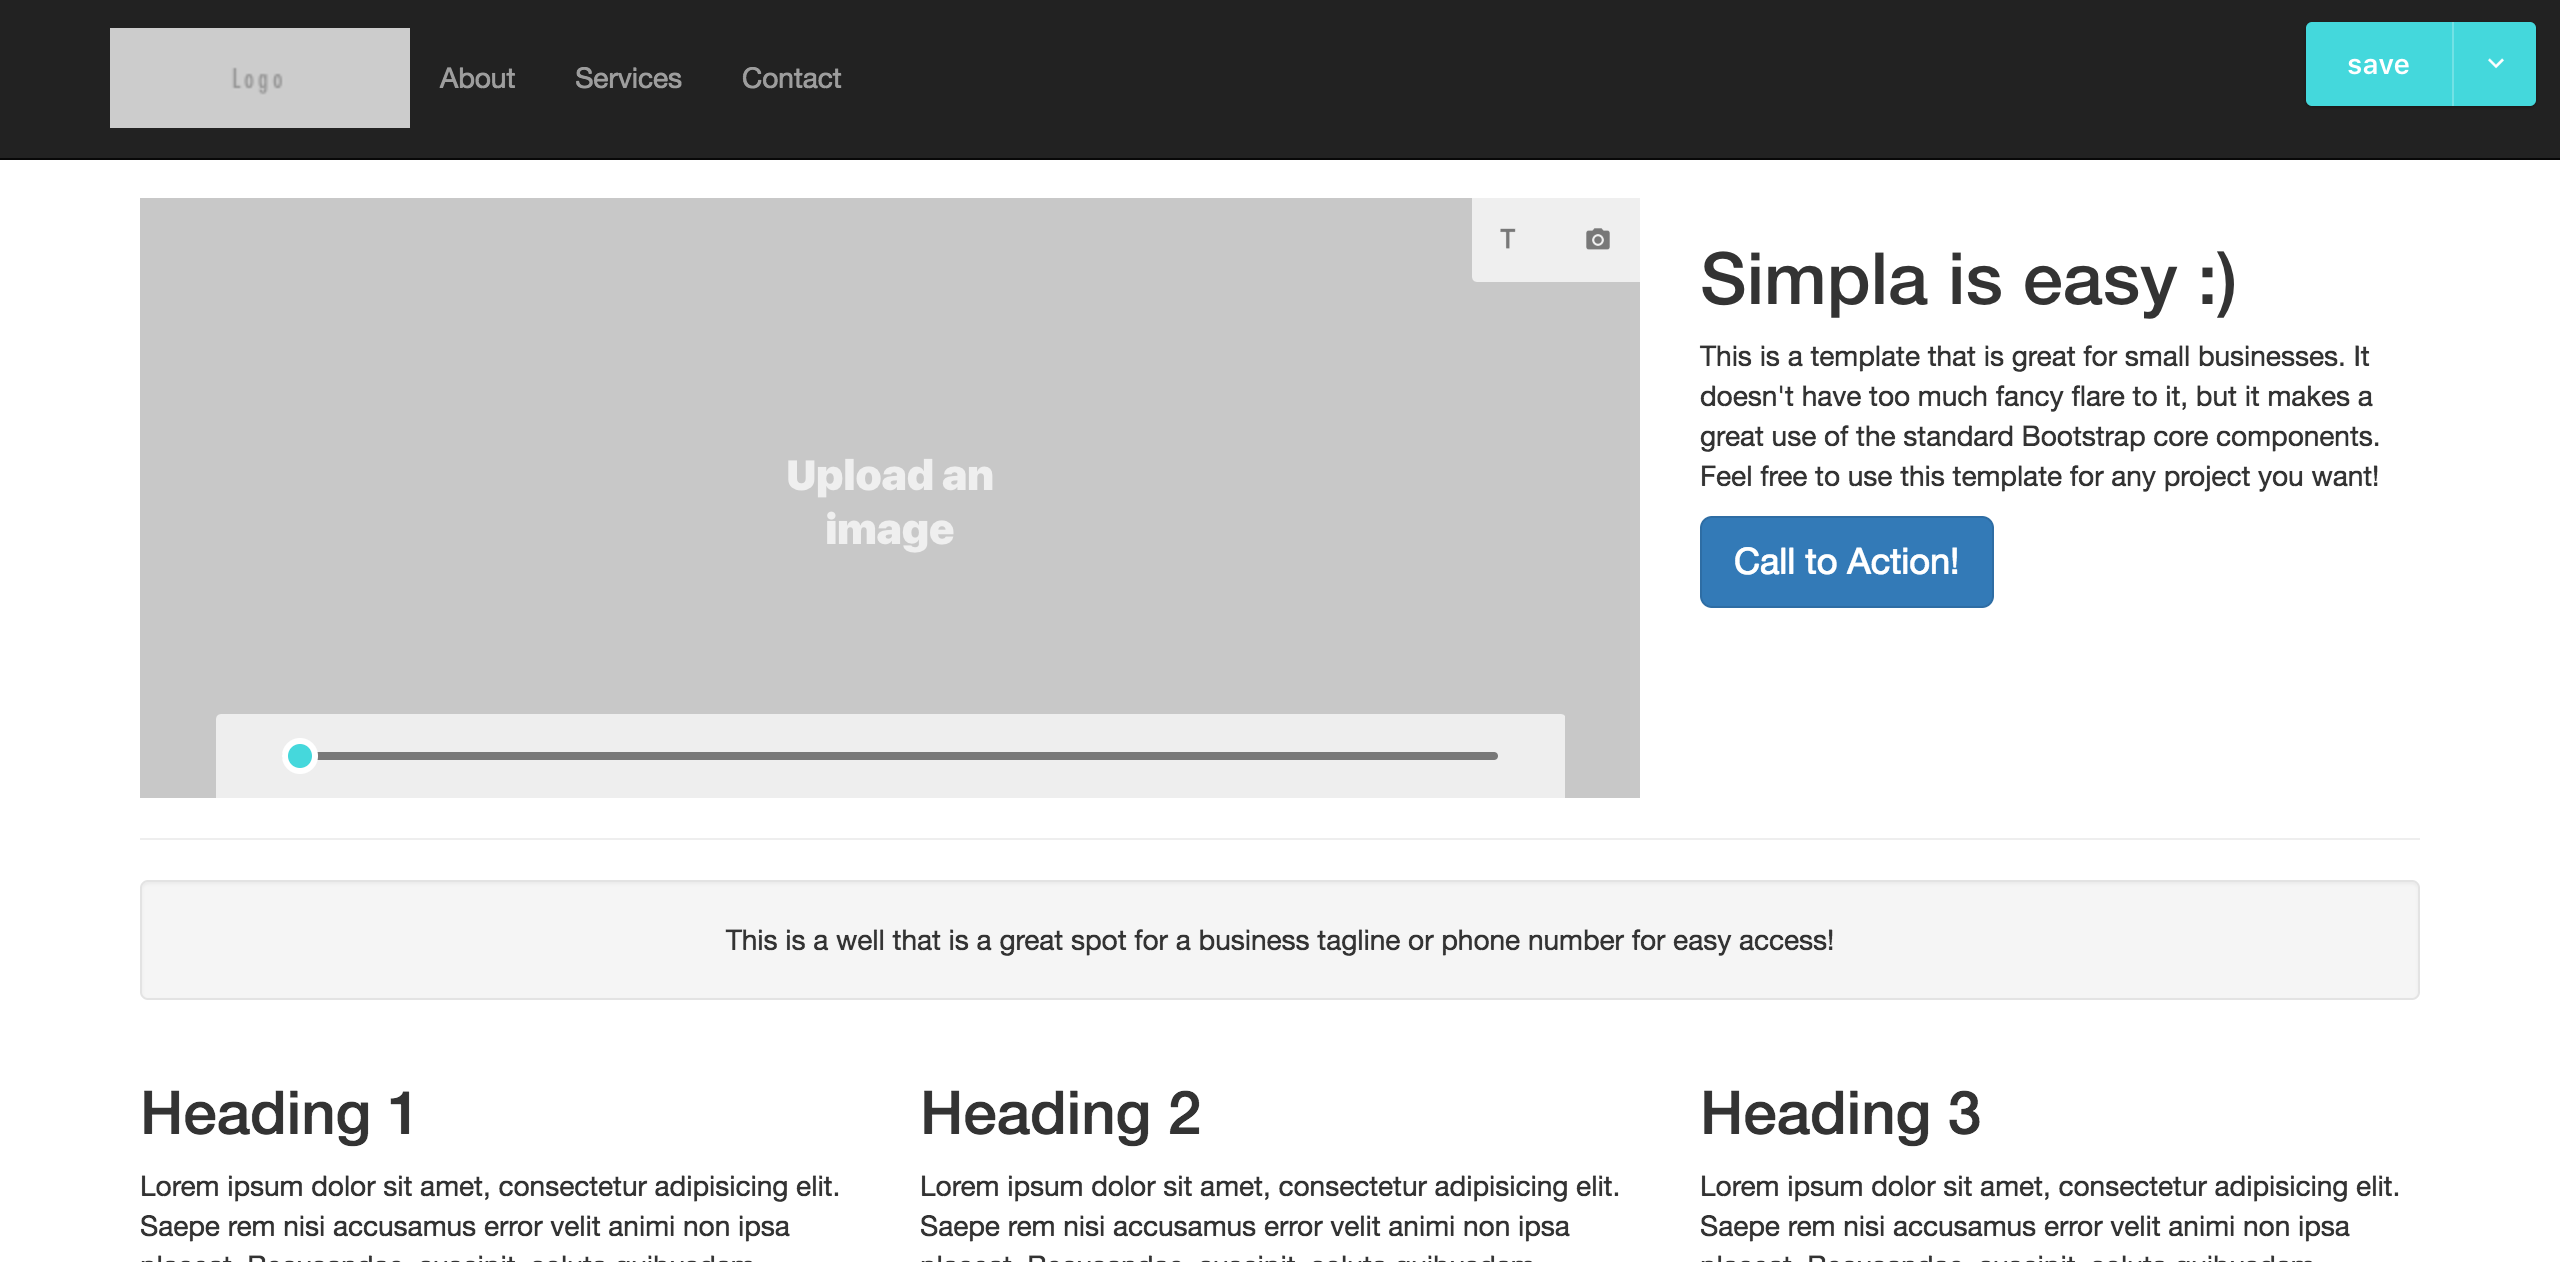 Logo
About
Services
Contact
save
T
Upload an
image
Simpla is easy :)
This is a template that is great for small businesses. It
doesn't have too much fancy flare to it, but it makes a
great use of the standard Bootstrap core components.
Feel free to use this template for any project you want!
Call to Action!
This is a well that is a great spot for a business tagline or phone number for easy access!
Heading 1
Lorem ipsum dolor sit amet, consectetur adipisicing elit.
Saepe rem nisi accusamus error velit animi non ipsa
Heading 2
Lorem ipsum dolor sit amet, consectetur adipisicing elit.
Saepe rem nisi accusamus error velit animi non ipsa
Heading 3
Lorem ipsum dolor sit amet, consectetur adipisicing elit.
Saepe rem nisi accusamus error velit animi non ipsa